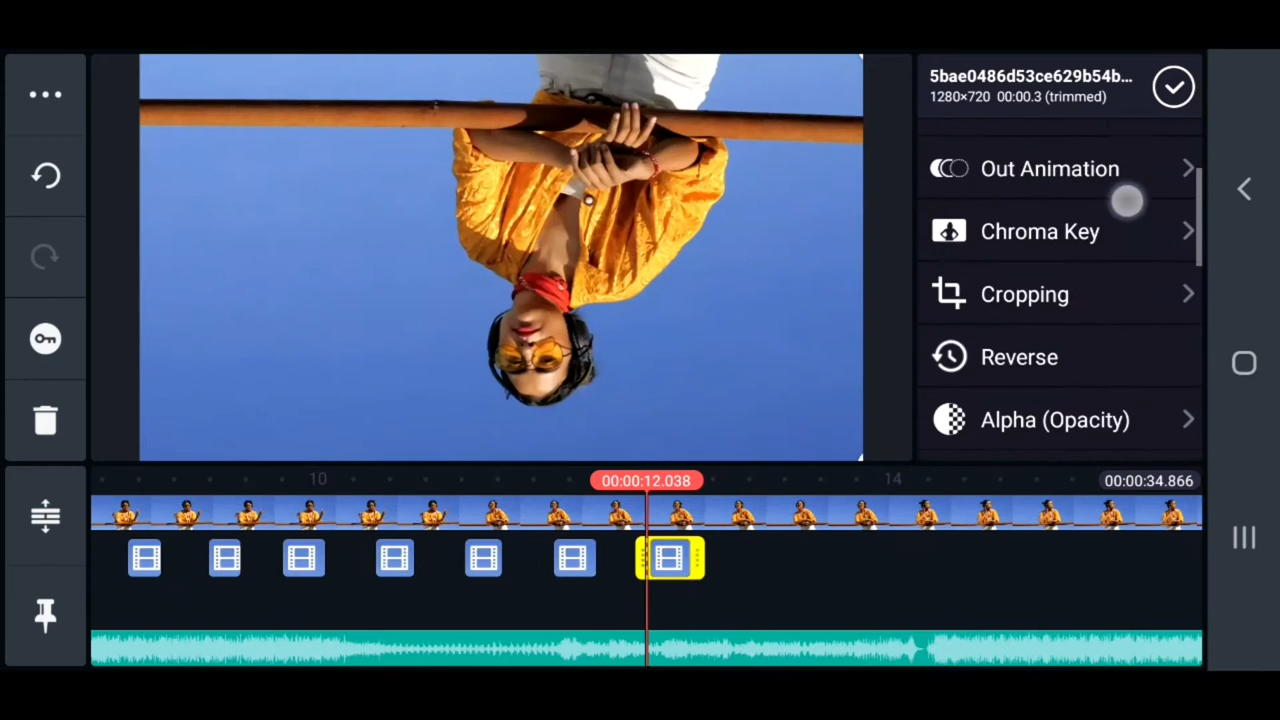 5bae0486d53ce629b54b...
1280×720 00:00.3 (trimmed)
Out Animation
Chroma Key
Cropping
Reverse
Alpha (Opacity)
10
00:00:12.038
14
00:00:34.866